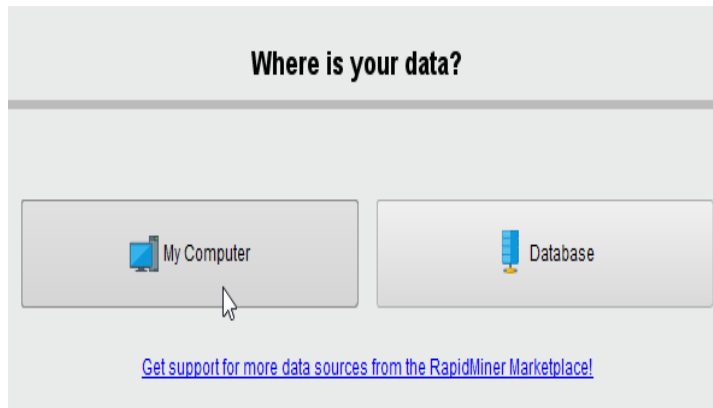 Where is your data?
My Computer
Database
Get support for more data sources from the RapidMiner Marketplace!